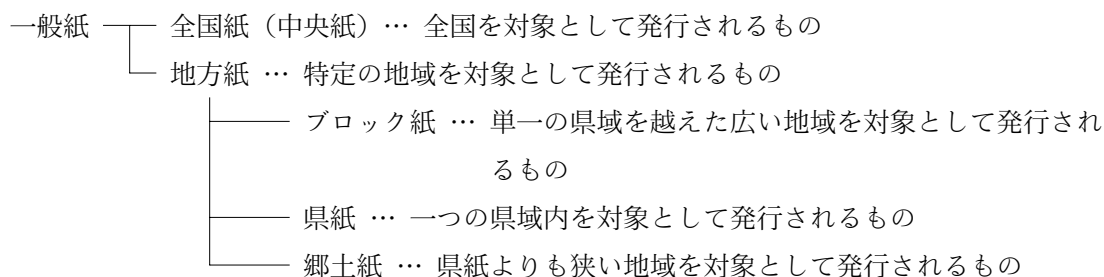 一般紙 全国紙（中央紙）… 全国を対象として発行されるもの
地方紙 … 特定の地域を対象として発行されるもの
ブロック紙 … 単一の県域を越えた広い地域を対象として発行され
るもの
県紙 … 一つの県域内を対象として発行されるもの
郷土紙 … 県紙よりも狭い地域を対象として発行されるもの